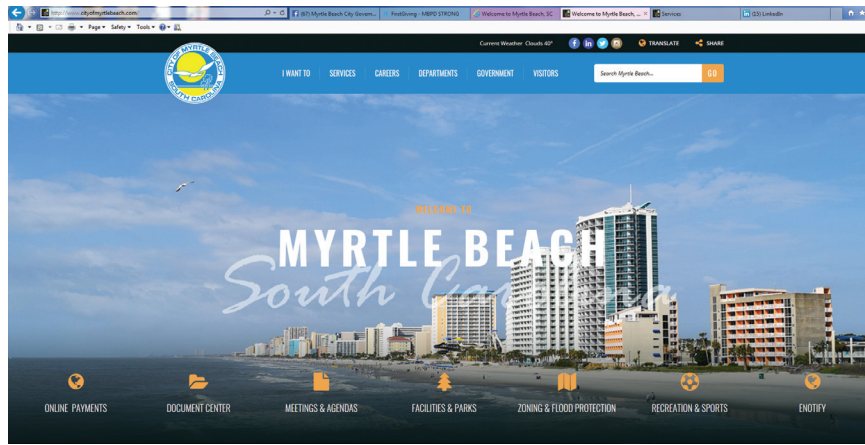 http://www.cityofmyrtlebeach.com/
(67) Myrtle Beach City Govern...
FirstGiving - MBPD STRONG
Welcome to Myrtle Beach, SC
Welcome to Myrtle Beach, ...
Services
(13) LinkedIn
Page Safety Tools
Current Weather Clouds 40°
TRANSLATE
SHARE
CITY OF MYRTLE BEACH
SOUTH CAROLINA
I WANT TO
SERVICES
CAREERS
DEPARTMENTS
GOVERNMENT
VISITORS
Search Myrtle Beach...
GO
WELCOME TO
MYRTLE BEACH
South Carolina
ONLINE PAYMENTS
DOCUMENT CENTER
MEETINGS & AGENDAS
FACILITIES & PARKS
ZONING & FLOOD PROTECTION
RECREATION & SPORTS
ENOTIFY